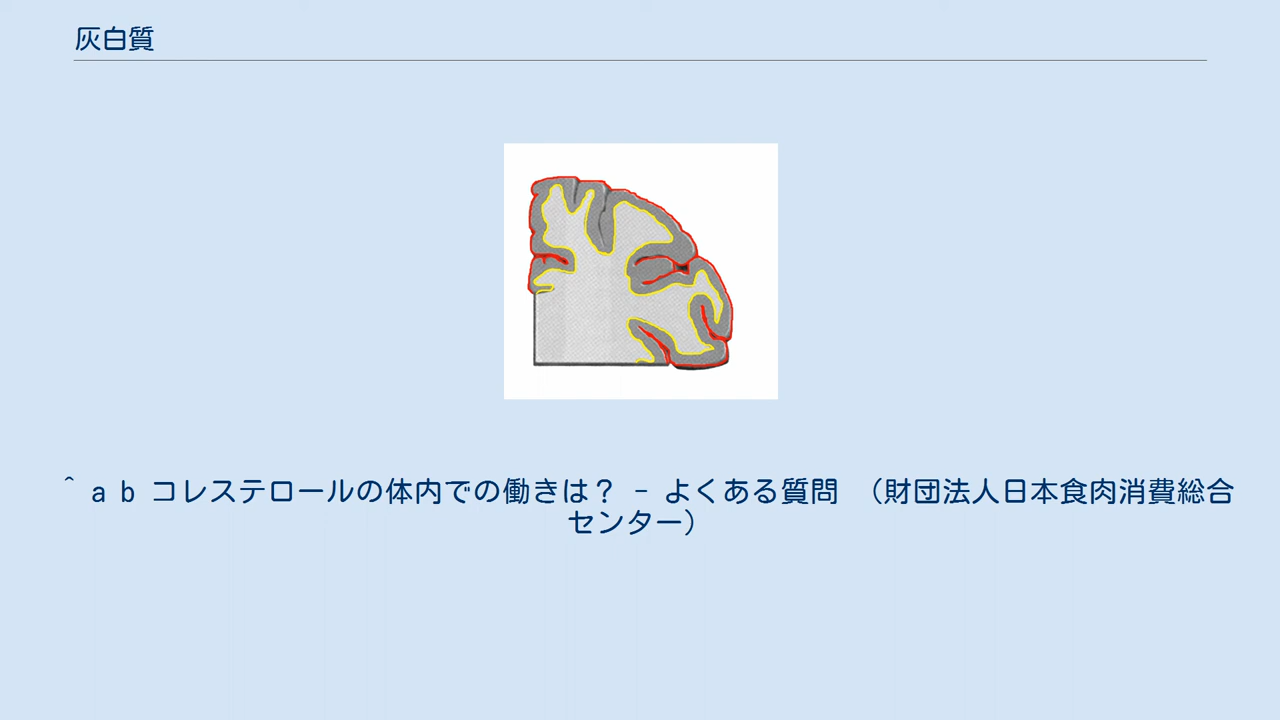 灰白質
^ a b コレステロールの体内での働きは？ - よくある質問 （財団法人日本食肉消費総合
センター）